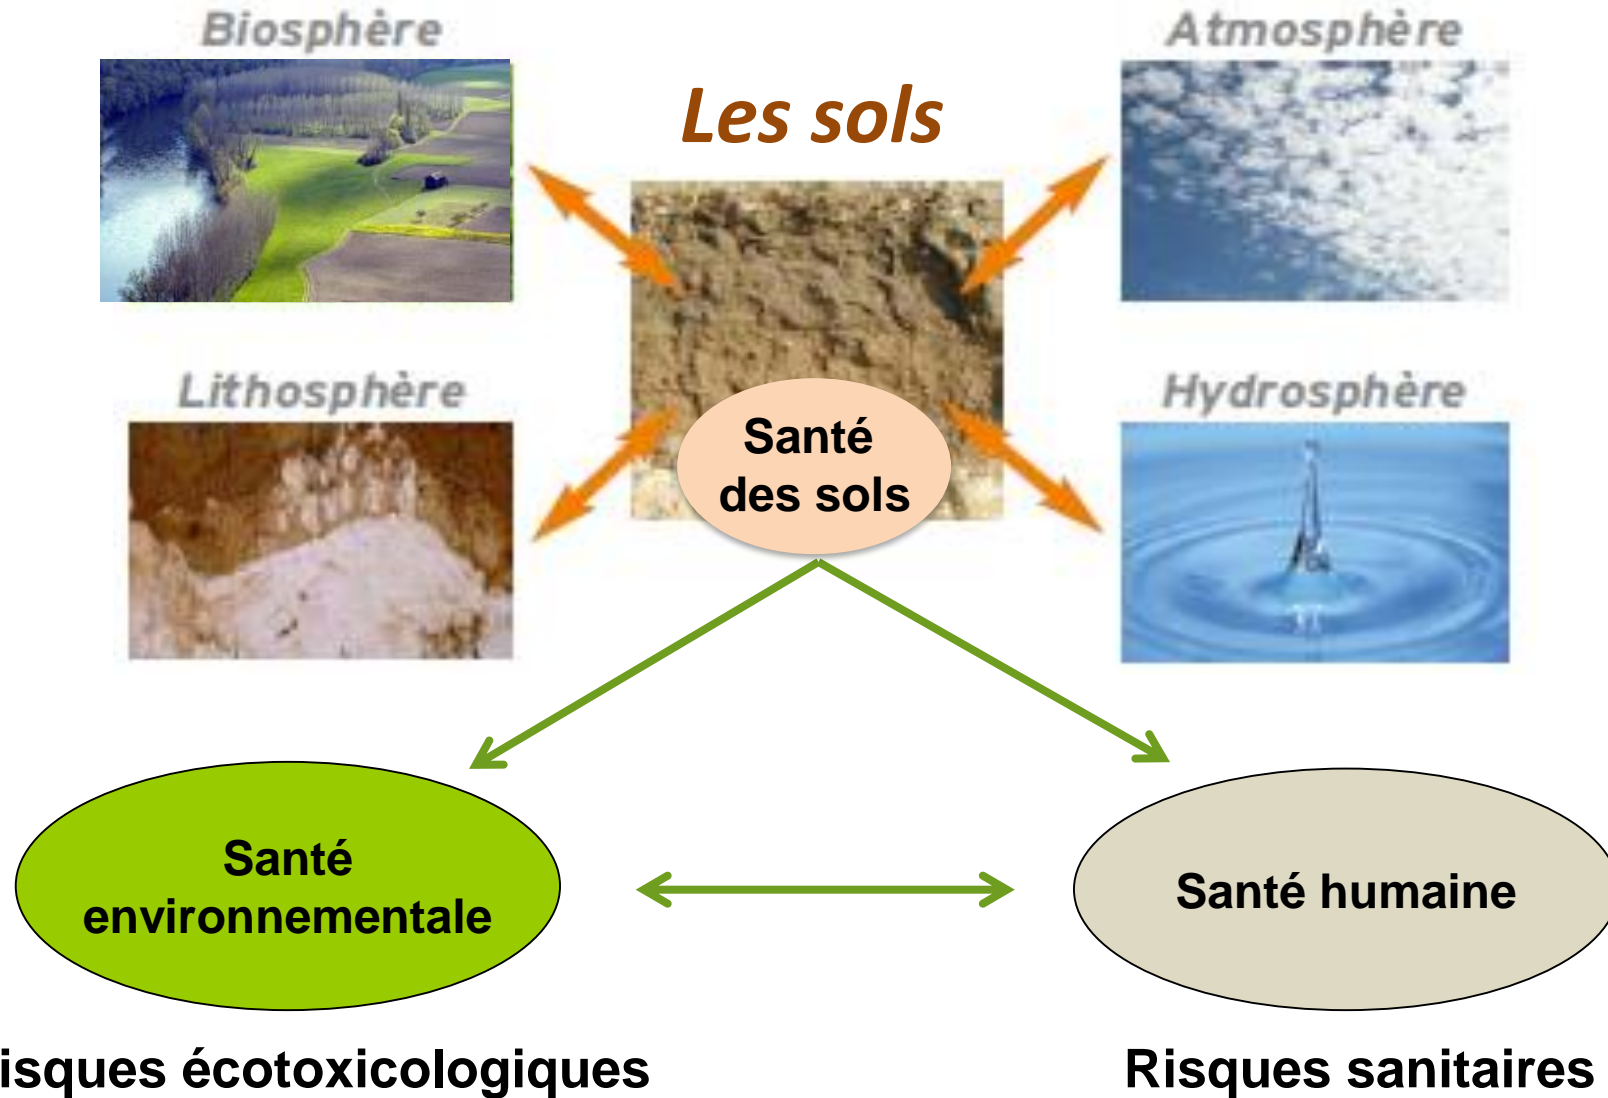 Biosphère
Atmosphère
Les sols
Lithosphère
Hydrosphère
Santé
des sols
Santé
environnementale
Santé humaine
isques écotoxicologiques
Risques sanitaires